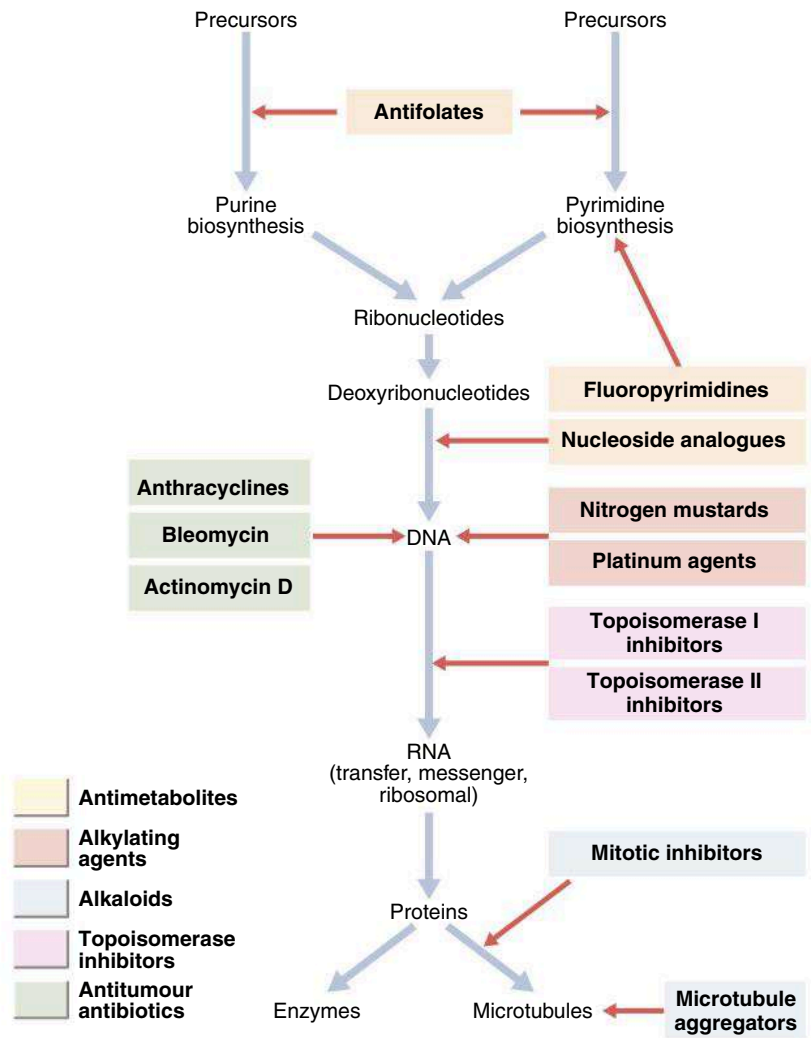 Precursors
Precursors
Antifolates
Purine
biosynthesis
Pyrimidine
biosynthesis
Ribonucleotides
Deoxyribonucleotides
Fluoropyrimidines
Nucleoside analogues
Anthracyclines
Bleomycin
Actinomycin D
DNA
Nitrogen mustards
Platinum agents
Topoisomerase I
inhibitors
Topoisomerase II
inhibitors
RNA
(transfer, messenger,
ribosomal)
Mitotic inhibitors
Proteins
Enzymes
Microtubules
Microtubule
aggregators
Antimetabolites
Alkylating
agents
Alkaloids
Topoisomerase
inhibitors
Antitumour
antibiotics